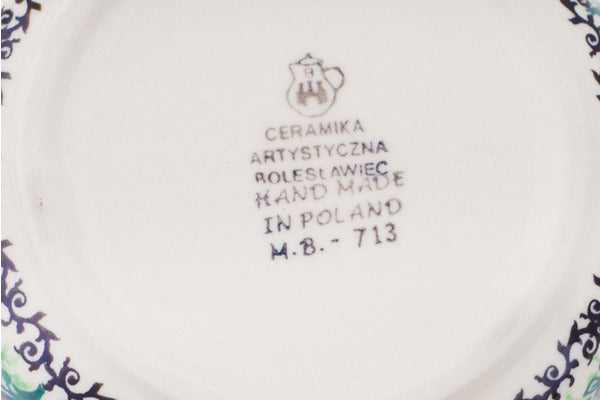 CERAMIKA
ARTYSTYCZNA
BOLESŁAWIEC
HAND MADE
IN POLAND
M.B.- 713